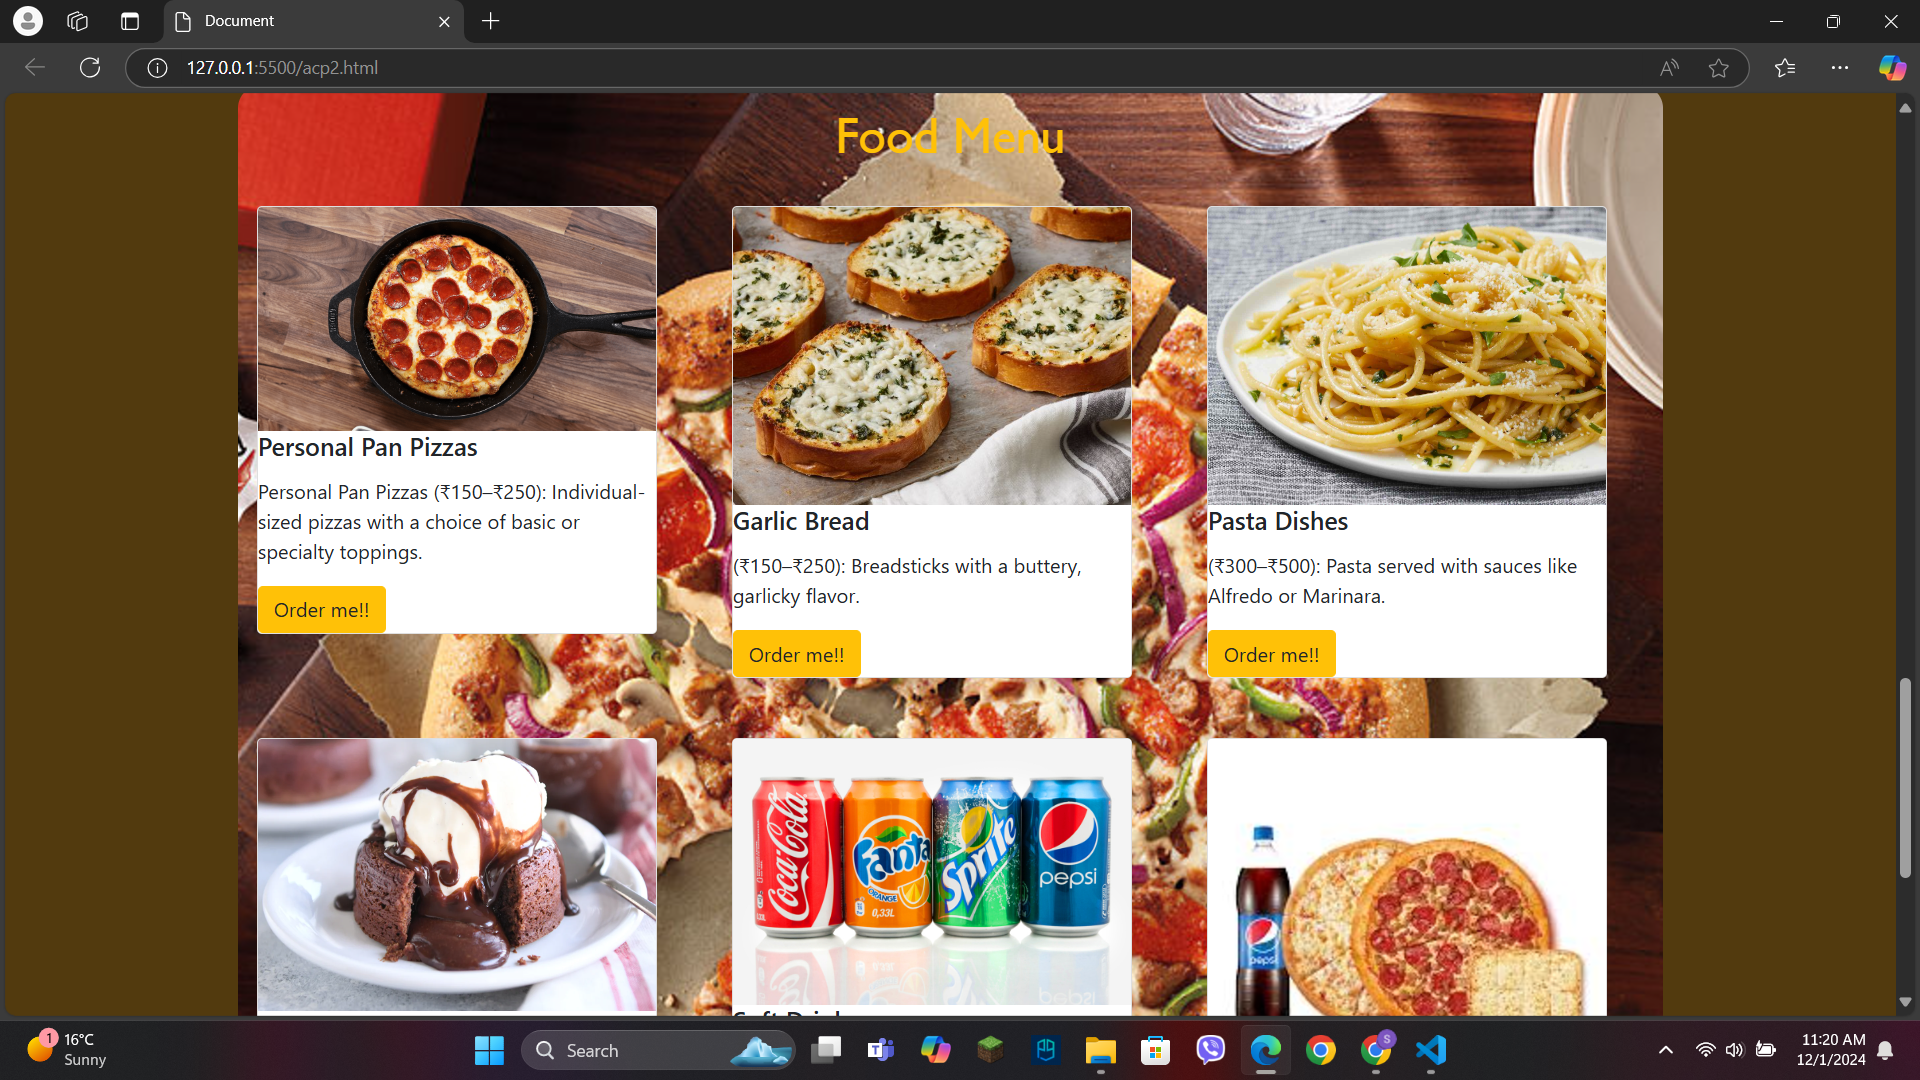 Document
127.0.0.1:5500/acp2.html
Food Menu
Personal Pan Pizzas
Personal Pan Pizzas (₹150–₹250): Individual-
sized pizzas with a choice of basic or
specialty toppings.
Order me!!
Garlic Bread
(₹150–₹250): Breadsticks with a buttery,
garlicky flavor.
Order me!!
Pasta Dishes
(₹300–₹500): Pasta served with sauces like
Alfredo or Marinara.
Order me!!
Coca-Cola
Fanta
ORANGE
0,33L
Sprite
pepsi
pepsi
1
16°C
Sunny
Search
S
11:20 AM
12/1/2024